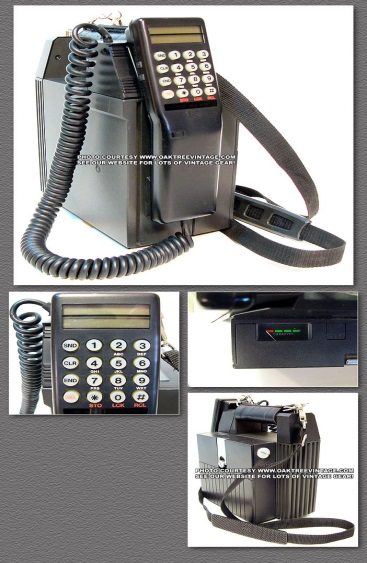 PHOTO COURTESY WWW.OAKTREEVINTAGE.COM
SEE OUR WEBSITE FOR LOTS OF VINTAGE GEAR!
SND 1 2 3
ABC DEF
CLR 4 5 6
GHI JKL MNO
END 7 8 9
PRS TUV WXY
* 0 #
STO LCK RCL
PHOTO COURTESY WWW.OAKTREEVINTAGE.COM
SEE OUR WEBSITE FOR LOTS OF VINTAGE GEAR!